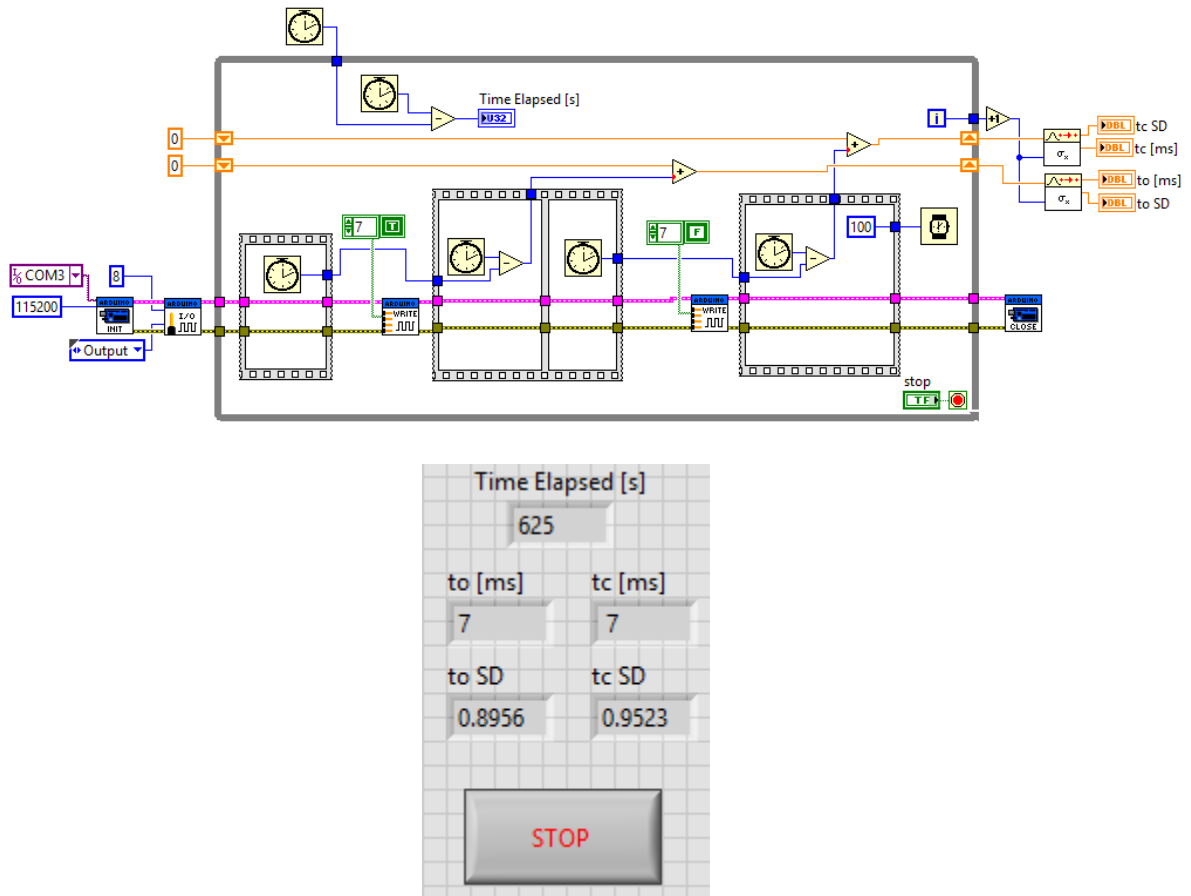 Time Elapsed [s]
U32
i
+1
0
0
DBL
tc SD
σx
DBL
tc [ms]
DBL
to [ms]
σx
DBL
to SD
7
T
7
F
100
COM3
8
115200
ARDUINO
INIT
ARDUINO
I/O
ARDUINO
WRITE
ARDUINO
WRITE
ARDUINO
CLOSE
Output
stop
TF
Time Elapsed [s]
625
to [ms]
tc [ms]
7
7
to SD
tc SD
0.8956
0.9523
STOP